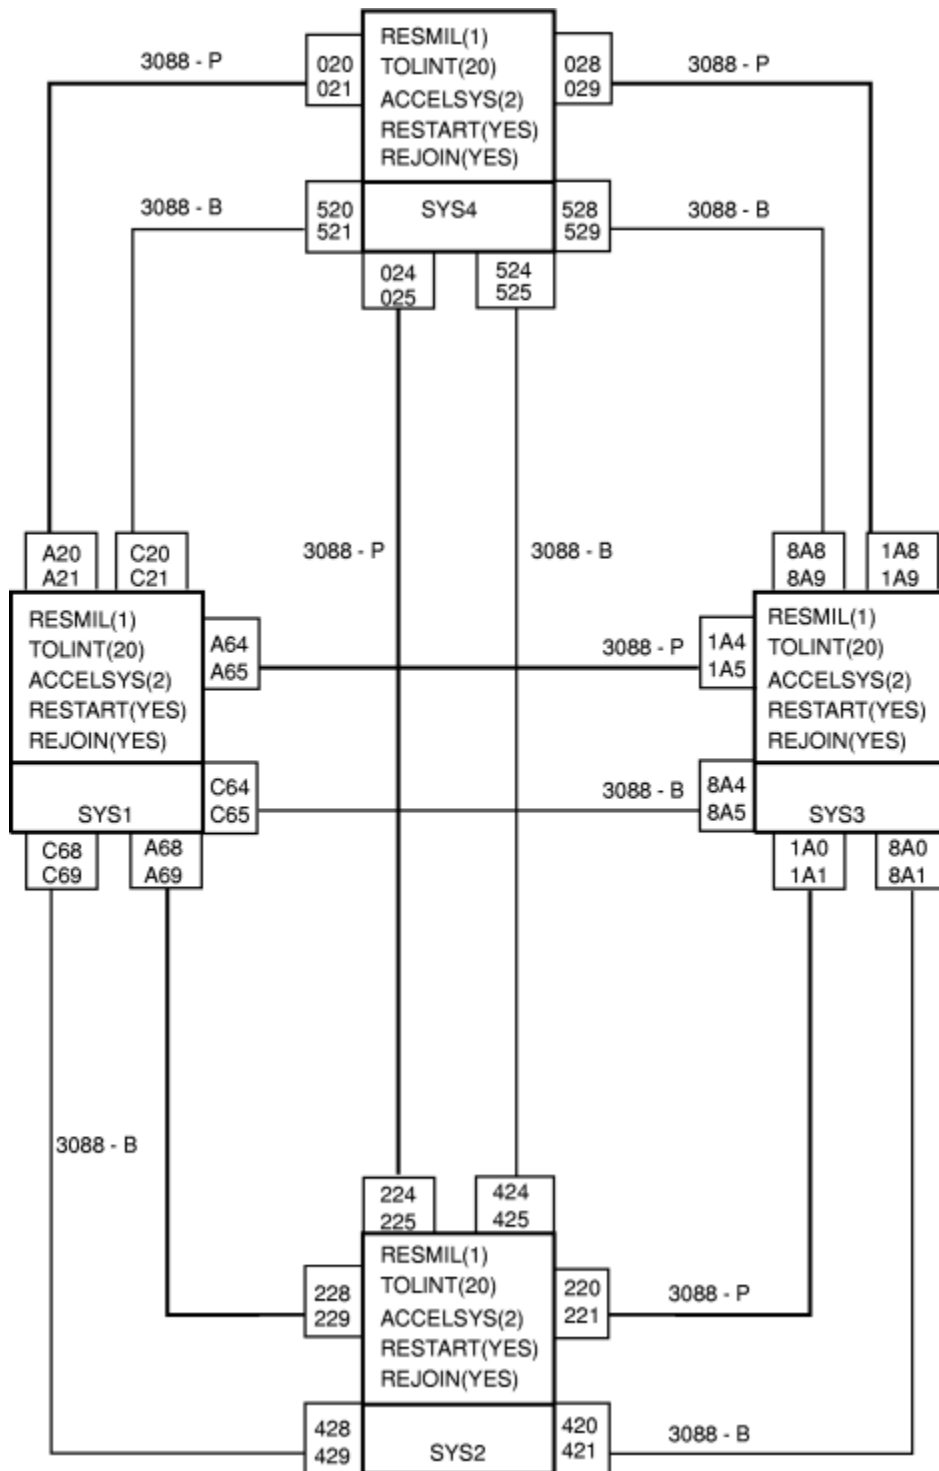 3088 - P
020
021
RESMIL(1)
TOLINT(20)
ACCELSYS(2)
RESTART(YES)
REJOIN(YES)
028
029
3088 - P
3088 - B
520
521
SYS4
528
529
3088 - B
024
025
524
525
A20
A21
C20
C21
3088 - P
3088 - B
8A8
8A9
1A8
1A9
RESMIL(1)
TOLINT(20)
ACCELSYS(2)
RESTART(YES)
REJOIN(YES)
A64
A65
3088 - P
1A4
1A5
RESMIL(1)
TOLINT(20)
ACCELSYS(2)
RESTART(YES)
REJOIN(YES)
SYS1
C64
C65
3088 - B
8A4
8A5
SYS3
C68
C69
A68
A69
1A0
1A1
8A0
8A1
3088 - B
224
225
424
425
228
229
RESMIL(1)
TOLINT(20)
ACCELSYS(2)
RESTART(YES)
REJOIN(YES)
220
221
3088 - P
428
429
SYS2
420
421
3088 - B